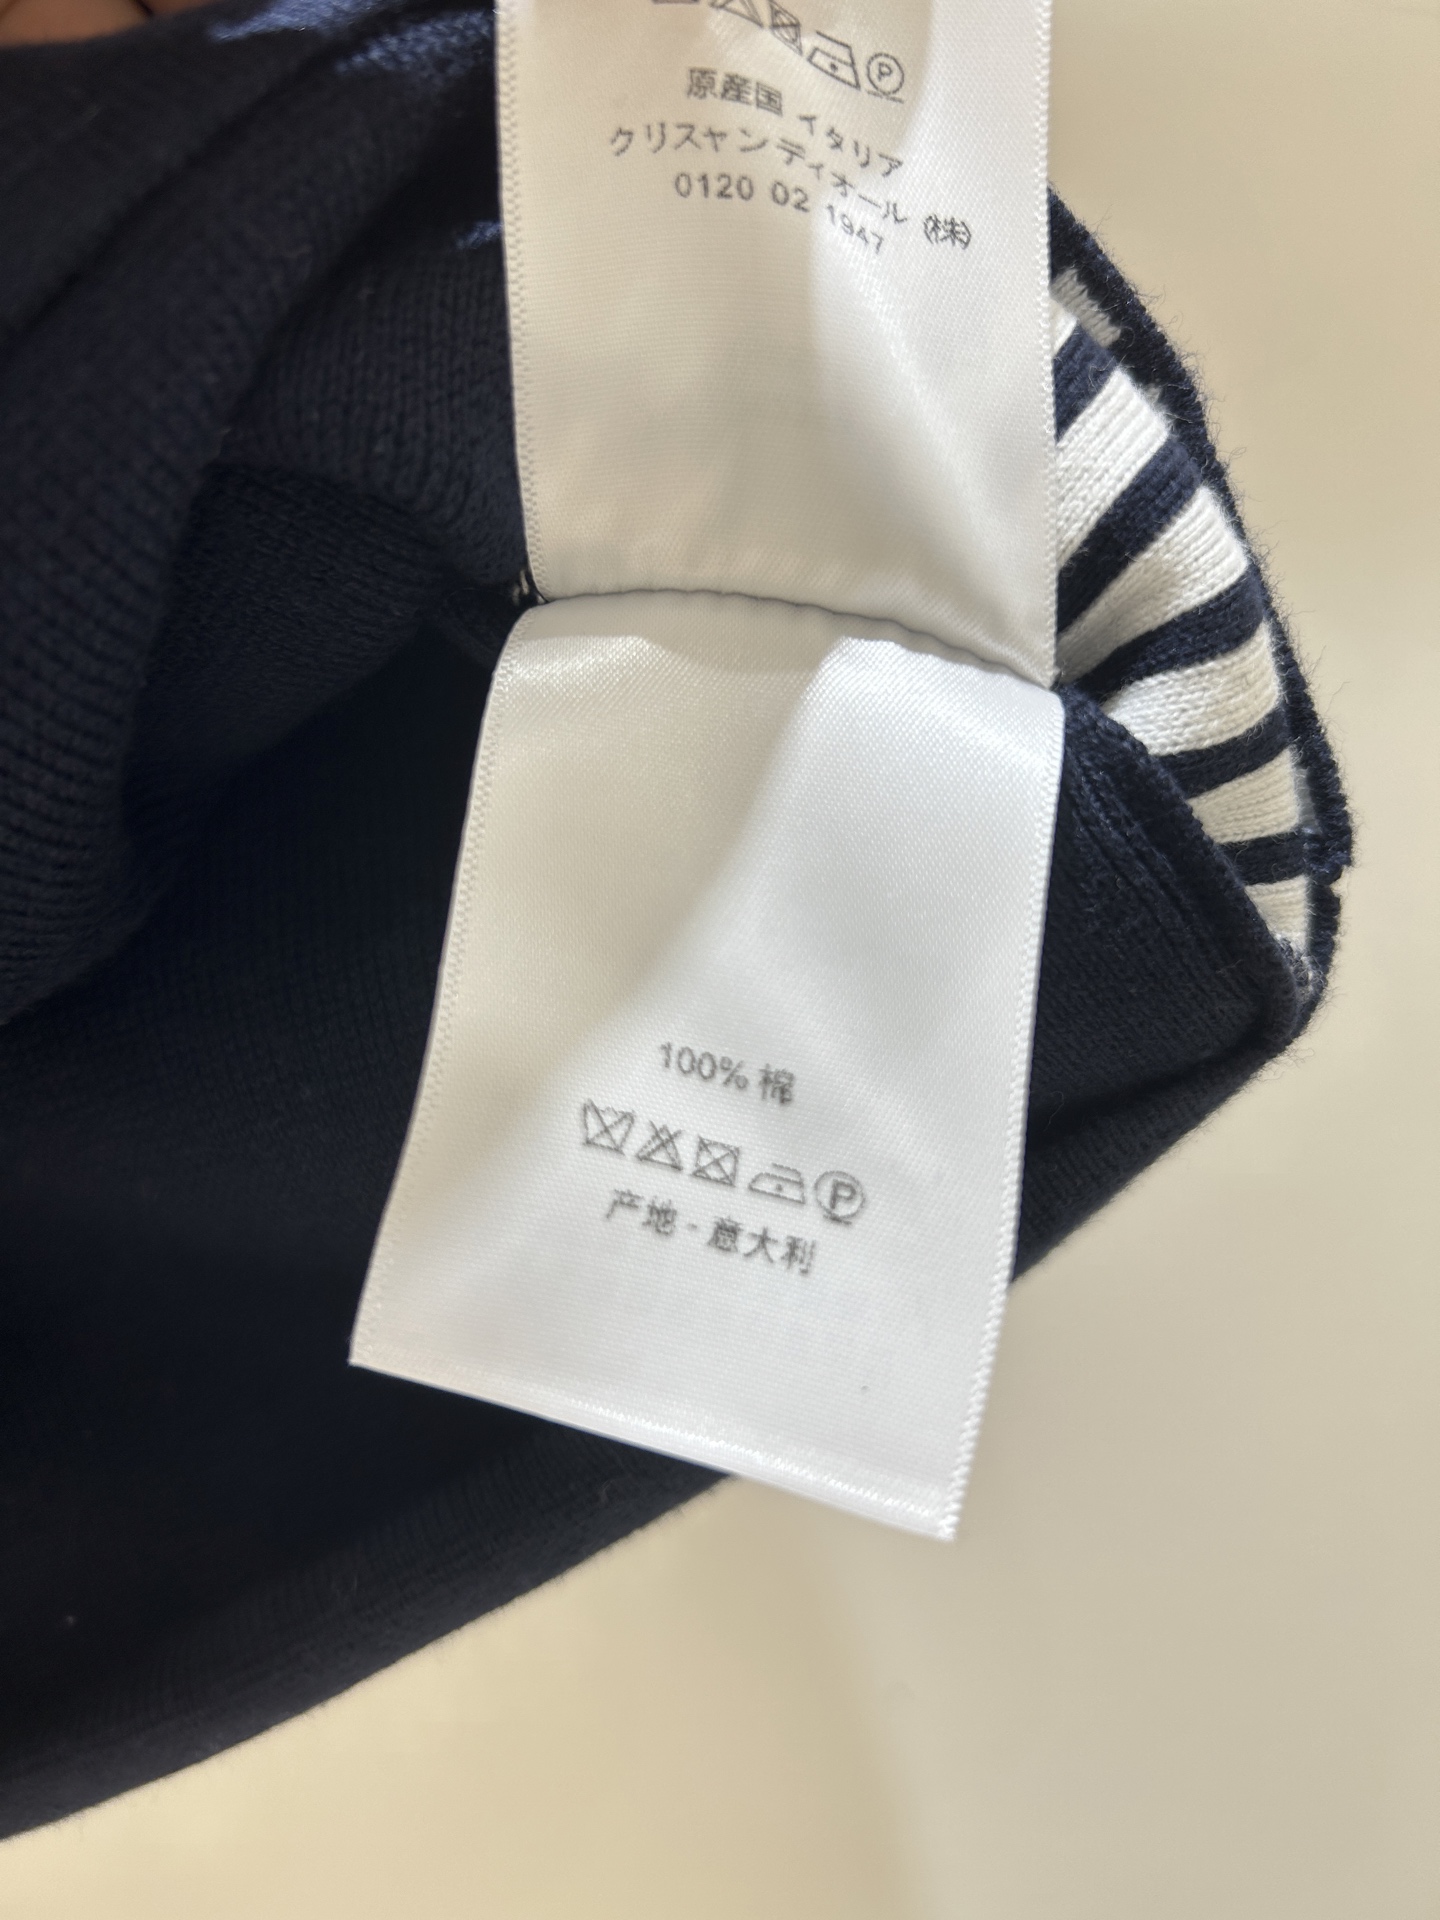 原産国 イタリア
クリスャンディオール ㈱
0120 02 1947
100% 棉
P
产地 - 意大利